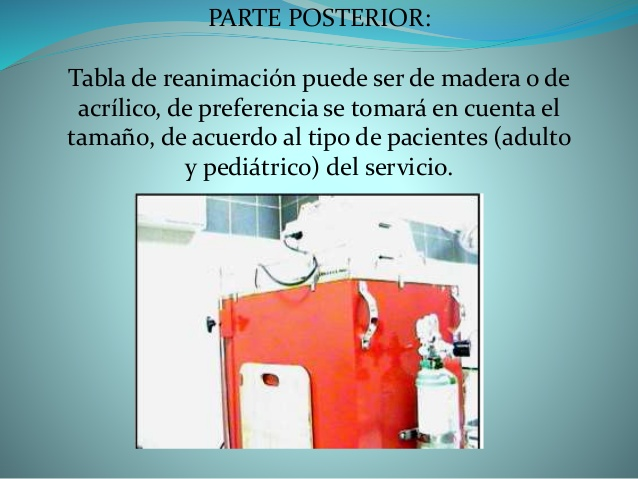 PARTE POSTERIOR:
Tabla de reanimación puede ser de madera o de
acrílico, de preferencia se tomará en cuenta el
tamaño, de acuerdo al tipo de pacientes (adulto
y pediátrico) del servicio.